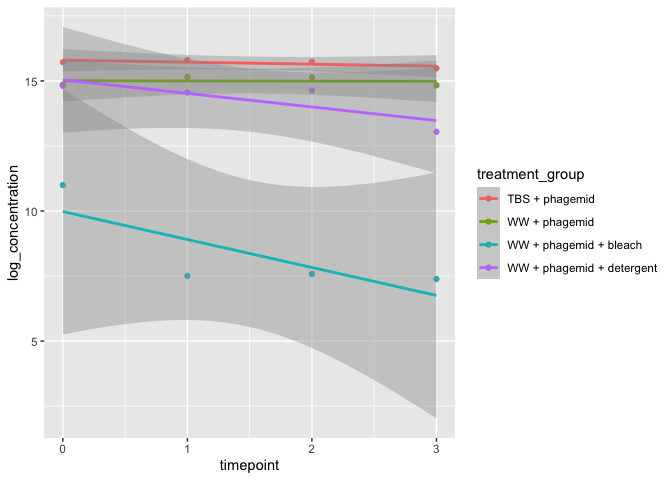 log_concentration
15
10
5
0 1 2 3
timepoint
treatment_group
TBS + phagemid
WW + phagemid
WW + phagemid + bleach
WW + phagemid + detergent